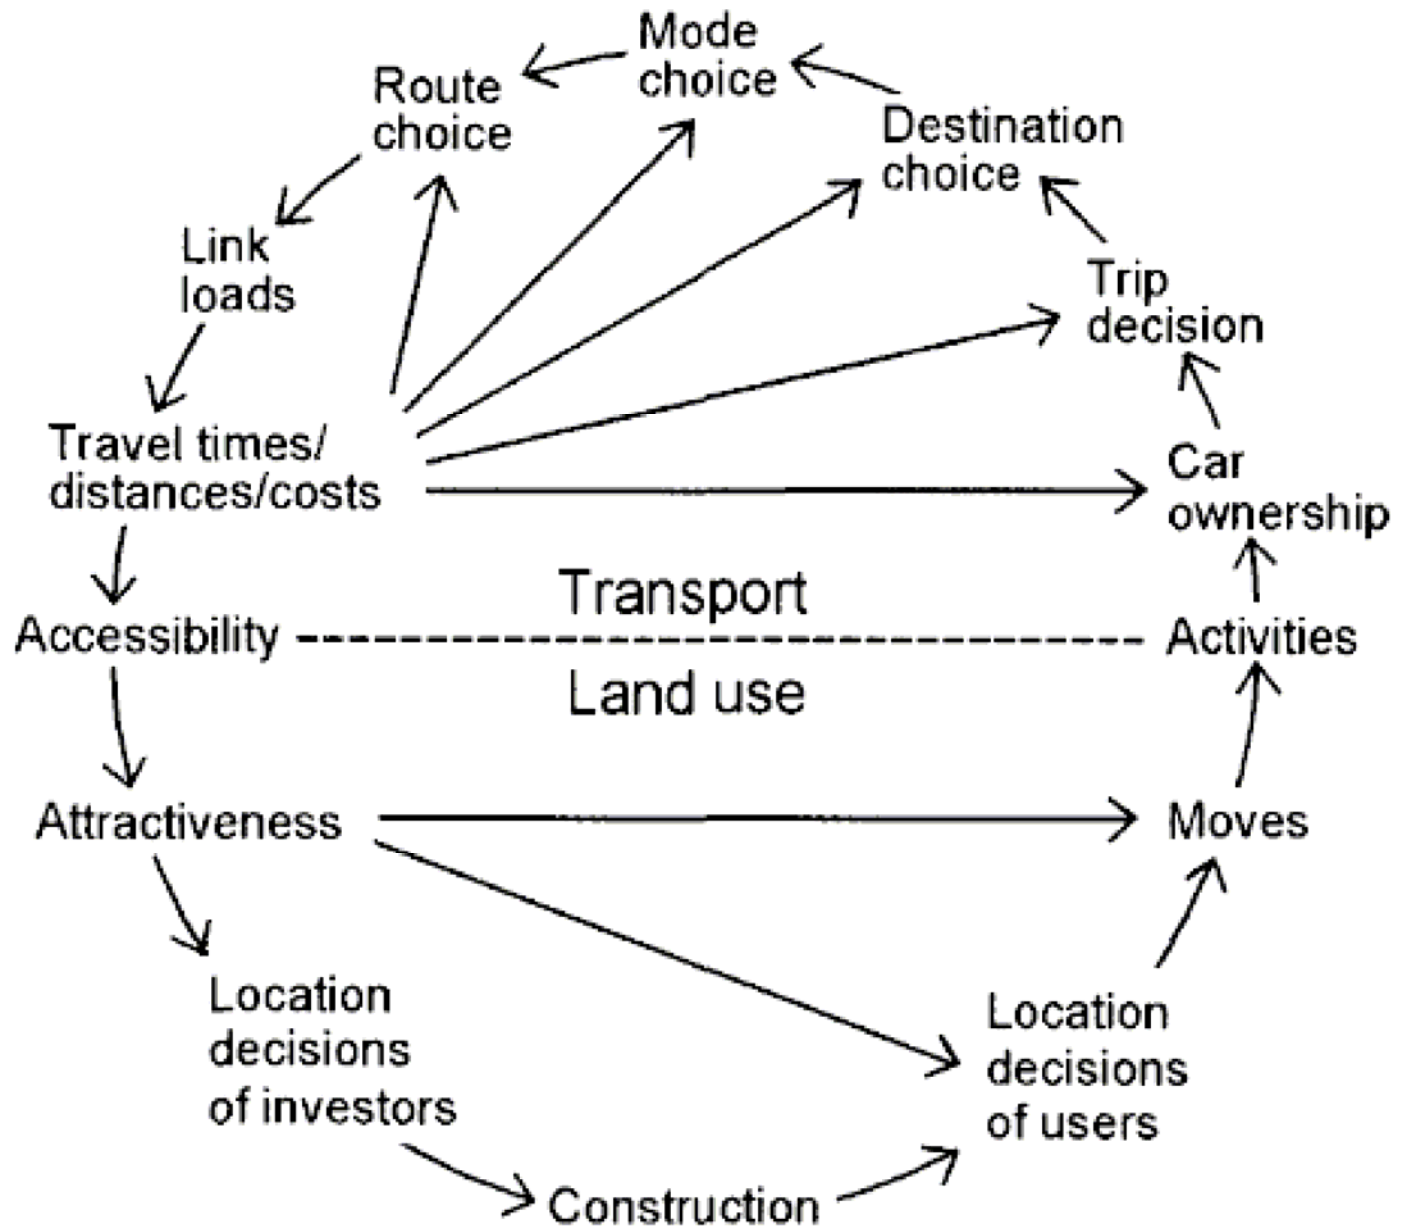 Mode
choice
Route
choice
Destination
choice
Link
loads
Trip
decision
Travel times/
distances/costs
Car
ownership
Transport
Accessibility
Activities
Land use
Attractiveness
Moves
Location
decisions
of investors
Location
decisions
of users
Construction